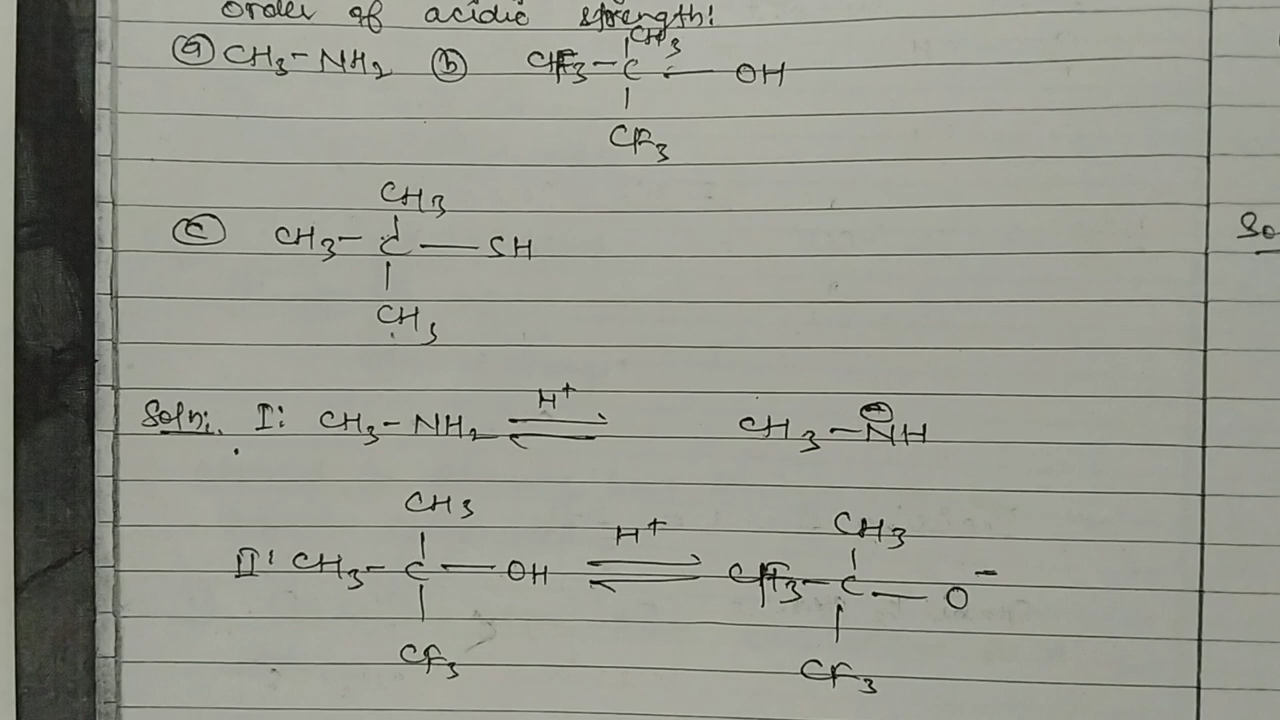 order of acidic strength!
ⓐ CH3-NH2 ⓑ CF3-C-OH
CH3
CF3
CH3
ⓒ CH3-C-SH
CH3
So
Soln:. I: CH3-NH2 ⇌ H+ CH3-N⊖H
CH3 CH3
II: CH3-C-OH ⇌ H+ CF3-C-O-
CF3 CF3